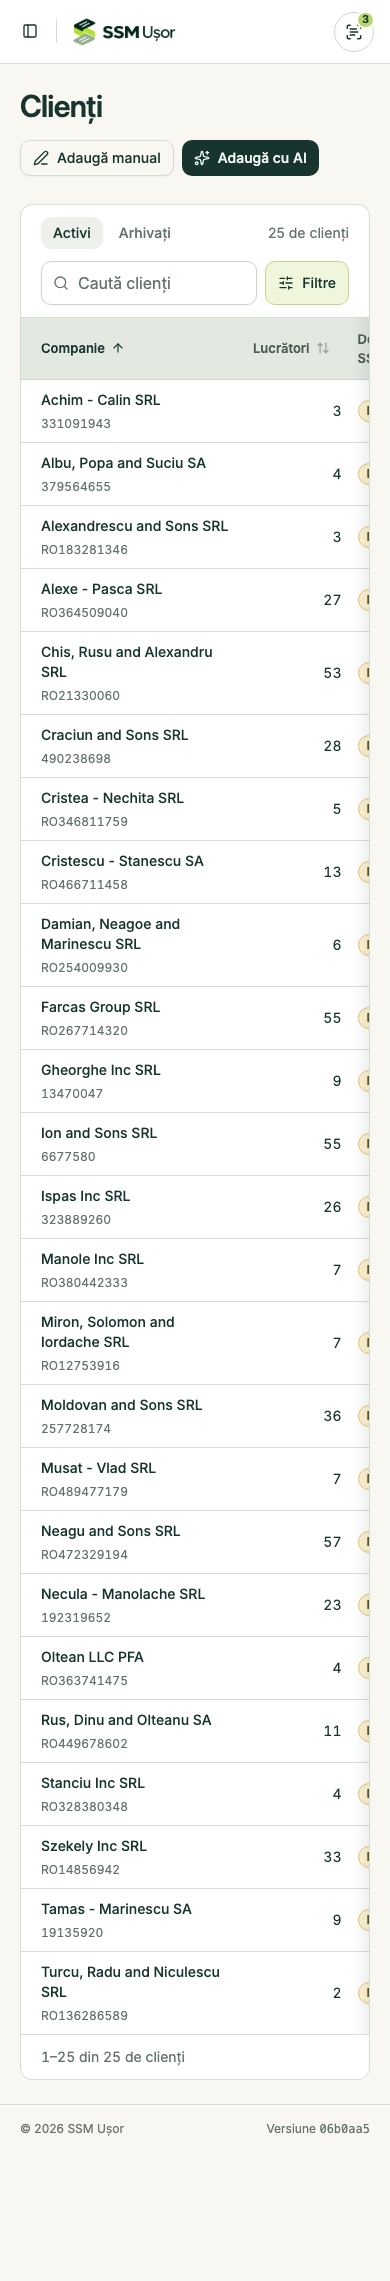 SSM Ușor
3
Clienți
Adaugă manual
Adaugă cu AI
Activi
Arhivați
25 de clienți
Caută clienți
Filtre
Companie
Lucrători
Achim - Calin SRL
3
331091943
Albu, Popa and Suciu SA
4
379564655
Alexandrescu and Sons SRL
3
RO183281346
Alexe - Pasca SRL
27
RO364509040
Chis, Rusu and Alexandru
SRL
53
RO21330060
Craciun and Sons SRL
28
490238698
Cristea - Nechita SRL
5
RO346811759
Cristescu - Stanescu SA
13
RO466711458
Damian, Neagoe and
Marinescu SRL
6
RO254009930
Farcas Group SRL
55
RO267714320
Gheorghe Inc SRL
9
13470047
Ion and Sons SRL
55
6677580
Ispas Inc SRL
26
323889260
Manole Inc SRL
7
RO380442333
Miron, Solomon and
Iordache SRL
7
RO12753916
Moldovan and Sons SRL
36
257728174
Musat - Vlad SRL
7
RO489477179
Neagu and Sons SRL
57
RO472329194
Necula - Manolache SRL
23
192319652
Oltean LLC PFA
4
RO363741475
Rus, Dinu and Olteanu SA
11
RO449678602
Stanciu Inc SRL
4
RO328380348
Szekely Inc SRL
33
RO14856942
Tamas - Marinescu SA
9
19135920
Turcu, Radu and Niculescu
SRL
2
RO136286589
1–25 din 25 de clienți
© 2026 SSM Ușor
Versiune 06b0aa5